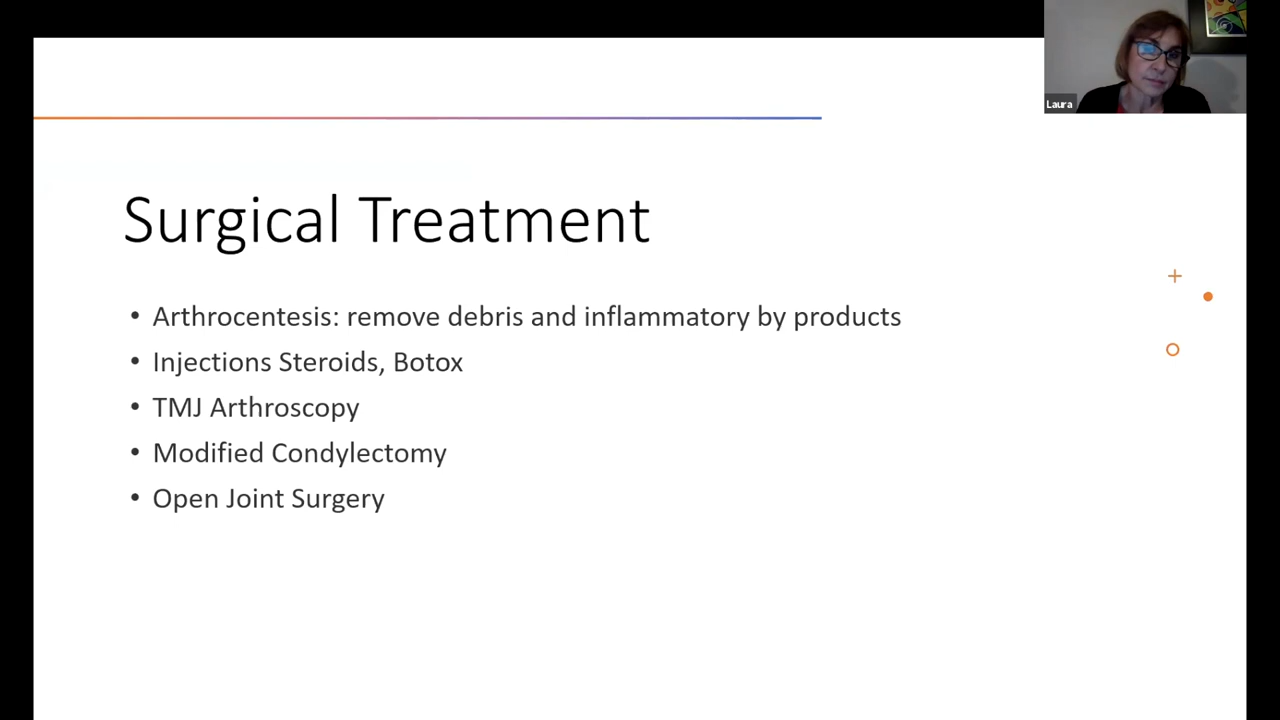 Laura
Surgical Treatment
• Arthrocentesis: remove debris and inflammatory by products
• Injections Steroids, Botox
• TMJ Arthroscopy
• Modified Condylectomy
• Open Joint Surgery